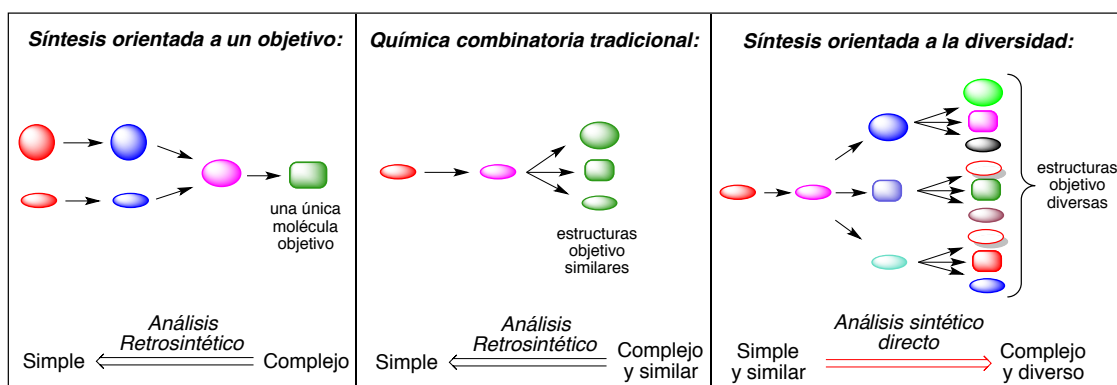 Síntesis orientada a un objetivo:
una única
molécula
objetivo
Análisis
Retrosintético
Simple
Complejo
Química combinatoria tradicional:
estructuras
objetivo
similares
Análisis
Retrosintético
Simple
Complejo
y similar
Síntesis orientada a la diversidad:
estructuras
objetivo
diversas
Análisis sintético
directo
Simple
y similar
Complejo
y diverso